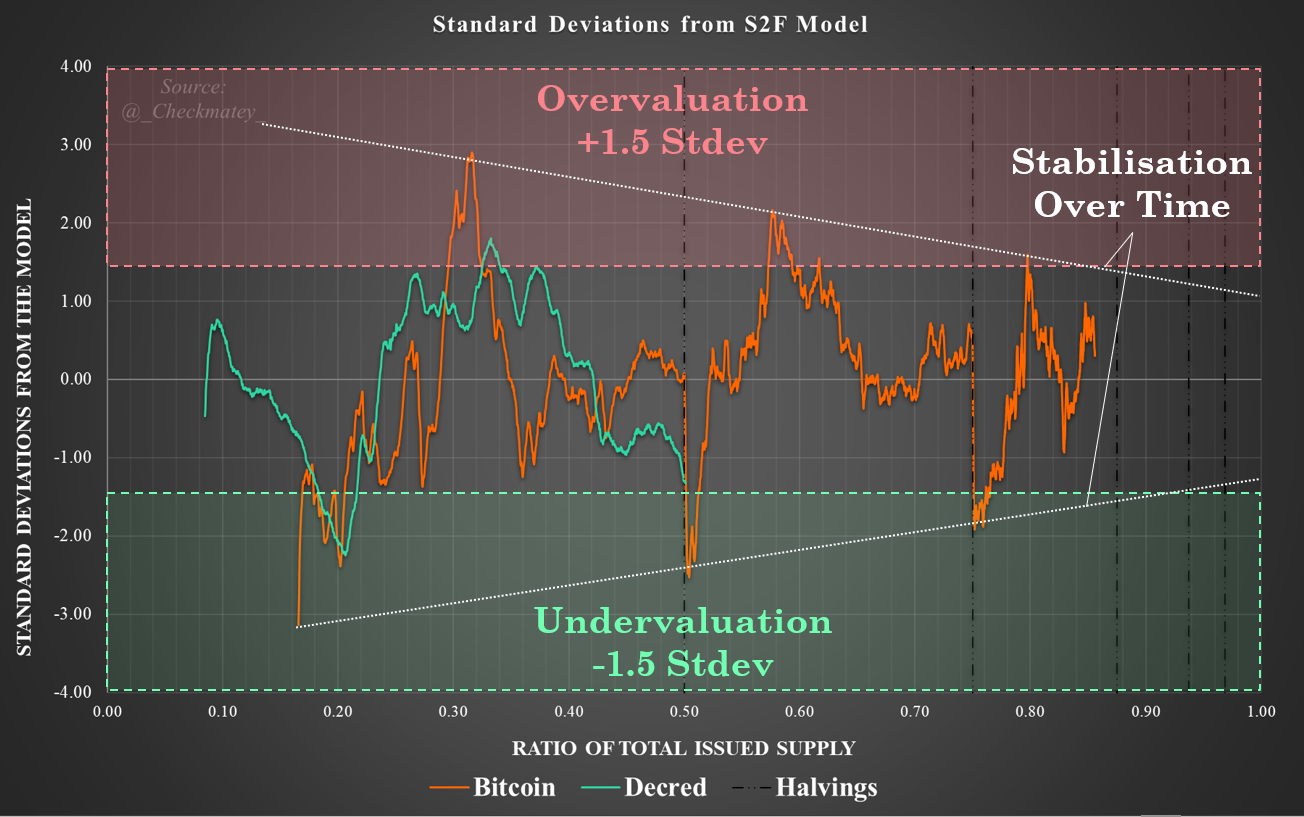 Standard Deviations from S2F Model
4.00
3.00
2.00
1.00
0.00
-1.00
-2.00
-3.00
-4.00
STANDARD DEVIATIONS FROM THE MODEL
Source:
@_Checkmatey_
Overvaluation
+1.5 Stdev
Stabilisation
Over Time
Undervaluation
-1.5 Stdev
0.00 0.10 0.20 0.30 0.40 0.50 0.60 0.70 0.80 0.90 1.00
RATIO OF TOTAL ISSUED SUPPLY
Bitcoin Decred Halvings